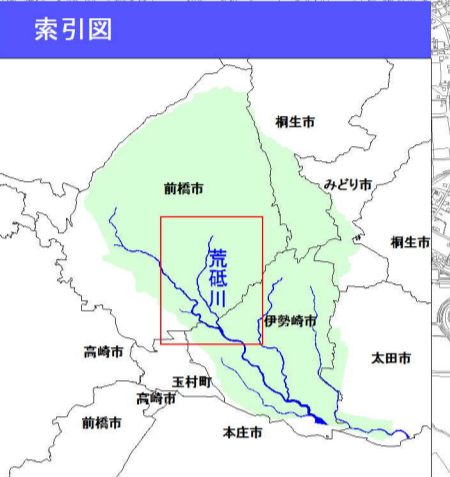 索引図
桐生市
前橋市
みどり市
桐生市
荒砥川
伊勢崎市
高崎市
太田市
玉村町
高崎市
前橋市
本庄市